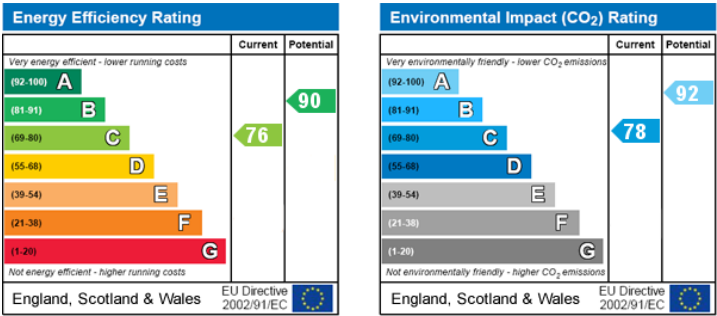 Energy Efficiency Rating
Current Potential
Very energy efficient - lower running costs
(92-100) A
(81-91) B
(69-80) C
(55-68) D
(39-54) E
(21-38) F
(1-20) G
76
90
Not energy efficient - higher running costs
England, Scotland & Wales
EU Directive
2002/91/EC
Environmental Impact (CO₂) Rating
Current Potential
Very environmentally friendly - lower CO₂ emissions
(92-100) A
(81-91) B
(69-80) C
(55-68) D
(39-54) E
(21-38) F
(1-20) G
78
92
Not environmentally friendly - higher CO₂ emissions
England, Scotland & Wales
EU Directive
2002/91/EC